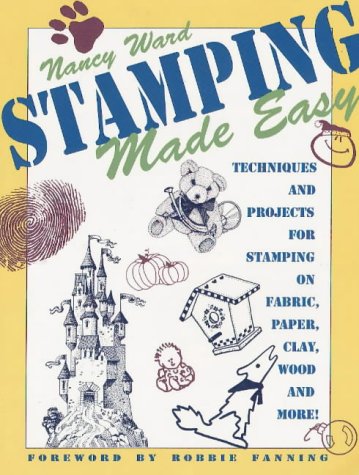 Nancy Ward
STAMPING
Made Easy
TECHNIQUES
AND
PROJECTS
FOR
STAMPING
ON
FABRIC,
PAPER,
CLAY,
WOOD
AND
MORE!
FOREWORD BY ROBBIE FANNING